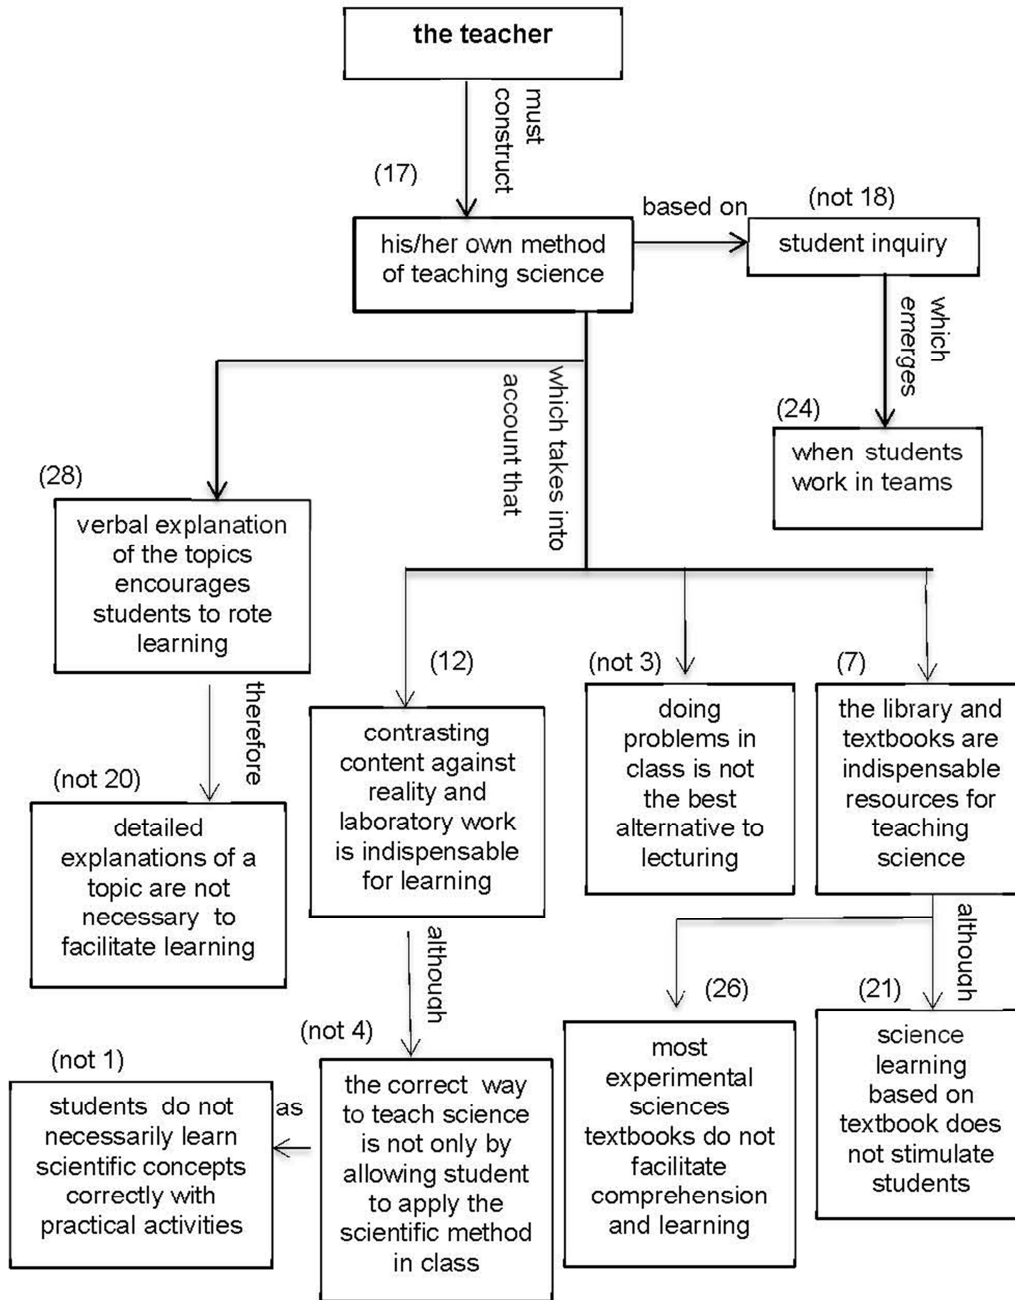 the teacher
must
construct
(17)
his/her own method
of teaching science
based on
(not 18)
student inquiry
which
emerges
(24)
when students
work in teams
which takes into
account that
(28)
verbal explanation
of the topics
encourages
students to rote
learning
therefore
(not 20)
detailed
explanations of a
topic are not
necessary to
facilitate learning
(12)
contrasting
content against
reality and
laboratory work
is indispensable
for learning
although
(not 4)
the correct way
to teach science
is not only by
allowing student
to apply the
scientific method
in class
as
(not 1)
students do not
necessarily learn
scientific concepts
correctly with
practical activities
(not 3)
doing
problems in
class is not
the best
alternative to
lecturing
(7)
the library and
textbooks are
indispensable
resources for
teaching
science
although
(26)
most
experimental
sciences
textbooks do not
facilitate
comprehension
and learning
(21)
science
learning
based on
textbook does
not stimulate
students